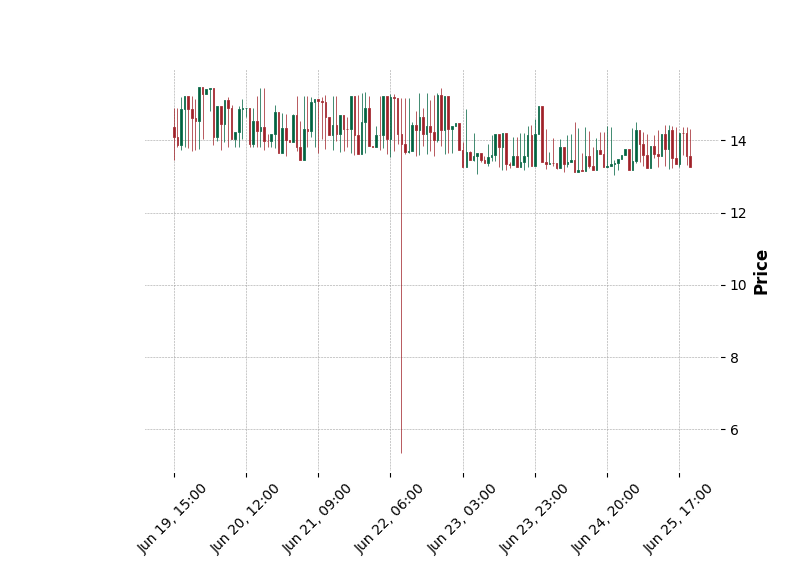 14
12
10
8
6
Price
Jun 19, 15:00
Jun 20, 12:00
Jun 21, 09:00
Jun 22, 06:00
Jun 23, 03:00
Jun 23, 23:00
Jun 24, 20:00
Jun 25, 17:00